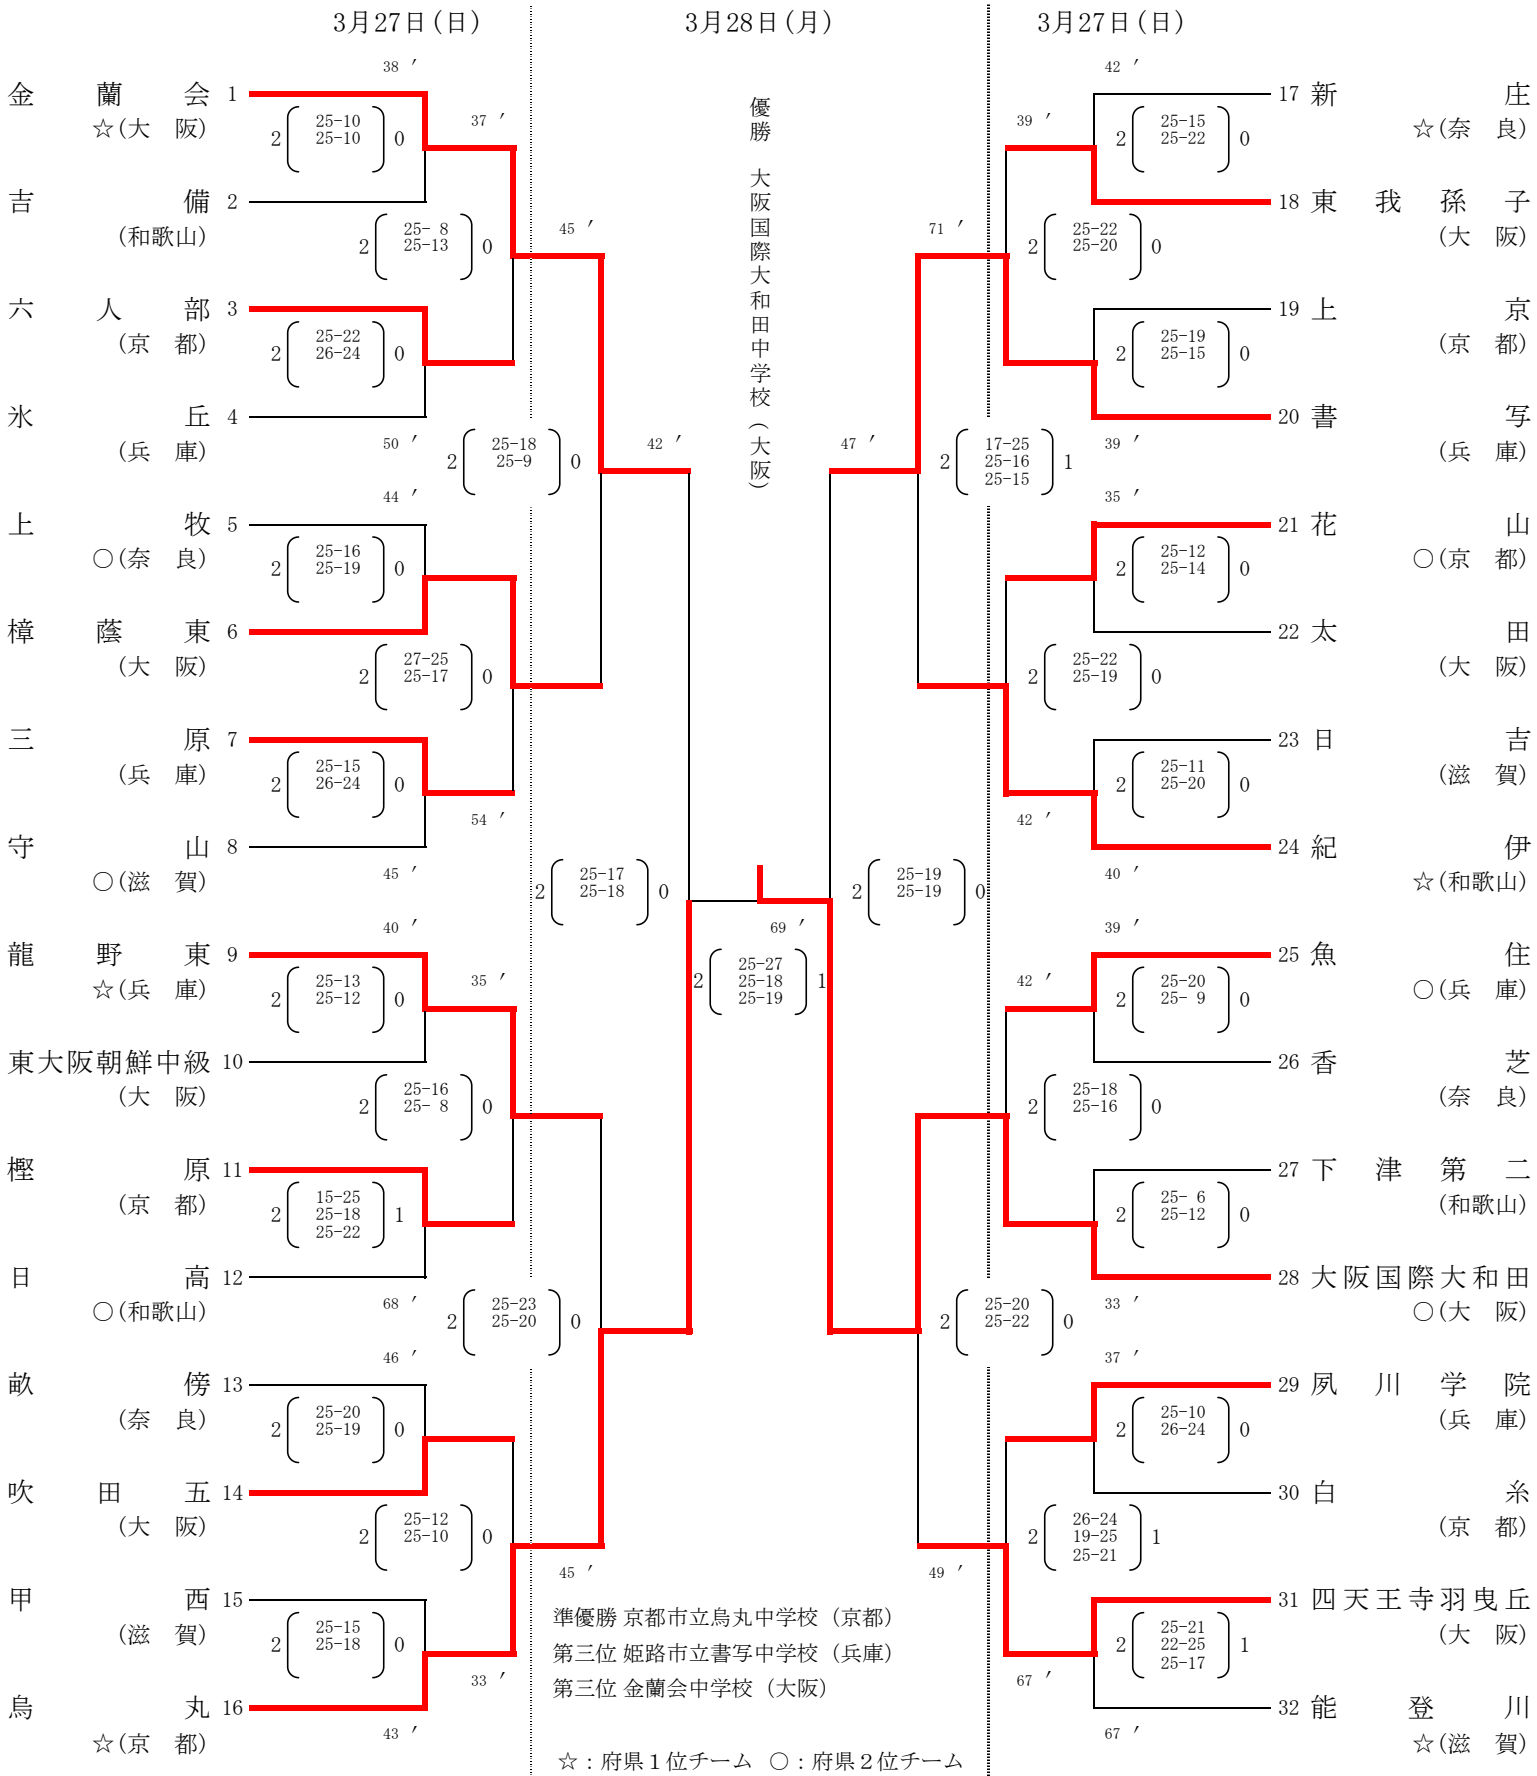 3月27日(日)
3月28日(月)
3月27日(日)
優勝 大阪国際大和田中学校(大阪)
38 ′
金蘭会 1
☆(大 阪)
2 25-10 0
25-10
37 ′
吉備 2
(和歌山)
2 25- 8 0
25-13
45 ′
六人部 3
(京 都)
2 25-22 0
26-24
氷丘 4
(兵 庫)
50 ′
2 25-18 0
25-9
42 ′
44 ′
上牧 5
○(奈 良)
2 25-16 0
25-19
樟蔭東 6
(大 阪)
2 27-25 0
25-17
三原 7
(兵 庫)
2 25-15 0
26-24
54 ′
守山 8
○(滋 賀)
45 ′
2 25-17 0
25-18
40 ′
龍野東 9
☆(兵 庫)
2 25-13 0
25-12
35 ′
東大阪朝鮮中級 10
(大 阪)
2 25-16 0
25- 8
樫原 11
(京 都)
2 15-25 1
25-18
25-22
日高 12
○(和歌山)
68 ′
2 25-23 0
25-20
46 ′
畝傍 13
(奈 良)
2 25-20 0
25-19
吹田五 14
(大 阪)
2 25-12 0
25-10
45 ′
甲西 15
(滋 賀)
2 25-15 0
25-18
33 ′
烏丸 16
☆(京 都)
43 ′
69 ′
2 25-27 1
25-18
25-19
42 ′
17 新庄
☆(奈 良)
2 25-15 0
25-22
39 ′
18 東我孫子
(大 阪)
2 25-22 0
25-20
71 ′
19 上京
(京 都)
2 25-19 0
25-15
20 書写
(兵 庫)
39 ′
2 17-25 1
25-16
25-15
47 ′
35 ′
21 花山
○(京 都)
2 25-12 0
25-14
22 太田
(大 阪)
2 25-22 0
25-19
23 日吉
(滋 賀)
2 25-11 0
25-20
42 ′
24 紀伊
☆(和歌山)
40 ′
2 25-19 0
25-19
39 ′
25 魚住
○(兵 庫)
2 25-20 0
25- 9
42 ′
26 香芝
(奈 良)
2 25-18 0
25-16
27 下津第二
(和歌山)
2 25- 6 0
25-12
28 大阪国際大和田
○(大 阪)
33 ′
2 25-20 0
25-22
37 ′
29 夙川学院
(兵 庫)
2 25-10 0
26-24
30 白糸
(京 都)
2 26-24 1
19-25
25-21
49 ′
31 四天王寺羽曳丘
(大 阪)
2 25-21 1
22-25
25-17
67 ′
32 能登川
☆(滋 賀)
67 ′
準優勝 京都市立烏丸中学校(京都)
第三位 姫路市立書写中学校(兵庫)
第三位 金蘭会中学校(大阪)
☆:府県1位チーム ○:府県2位チーム